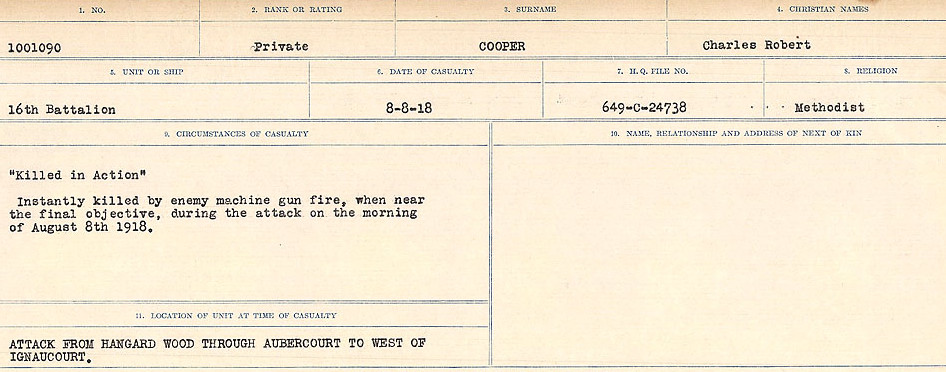 1. NO. 2. RANK OR RATING 3. SURNAME 4. CHRISTIAN NAMES
1001090 Private COOPER Charles Robert
5. UNIT OR SHIP 6. DATE OF CASUALTY 7. H.Q. FILE NO. 8. RELIGION
16th Battalion 8-8-18 649-C-24738 Methodist
9. CIRCUMSTANCES OF CASUALTY 10. NAME, RELATIONSHIP AND ADDRESS OF NEXT OF KIN
"Killed in Action"
Instantly killed by enemy machine gun fire, when near
the final objective, during the attack on the morning
of August 8th 1918.
11. LOCATION OF UNIT AT TIME OF CASUALTY
ATTACK FROM HANGARD WOOD THROUGH AUBERCOURT TO WEST OF
IGNAUCOURT.